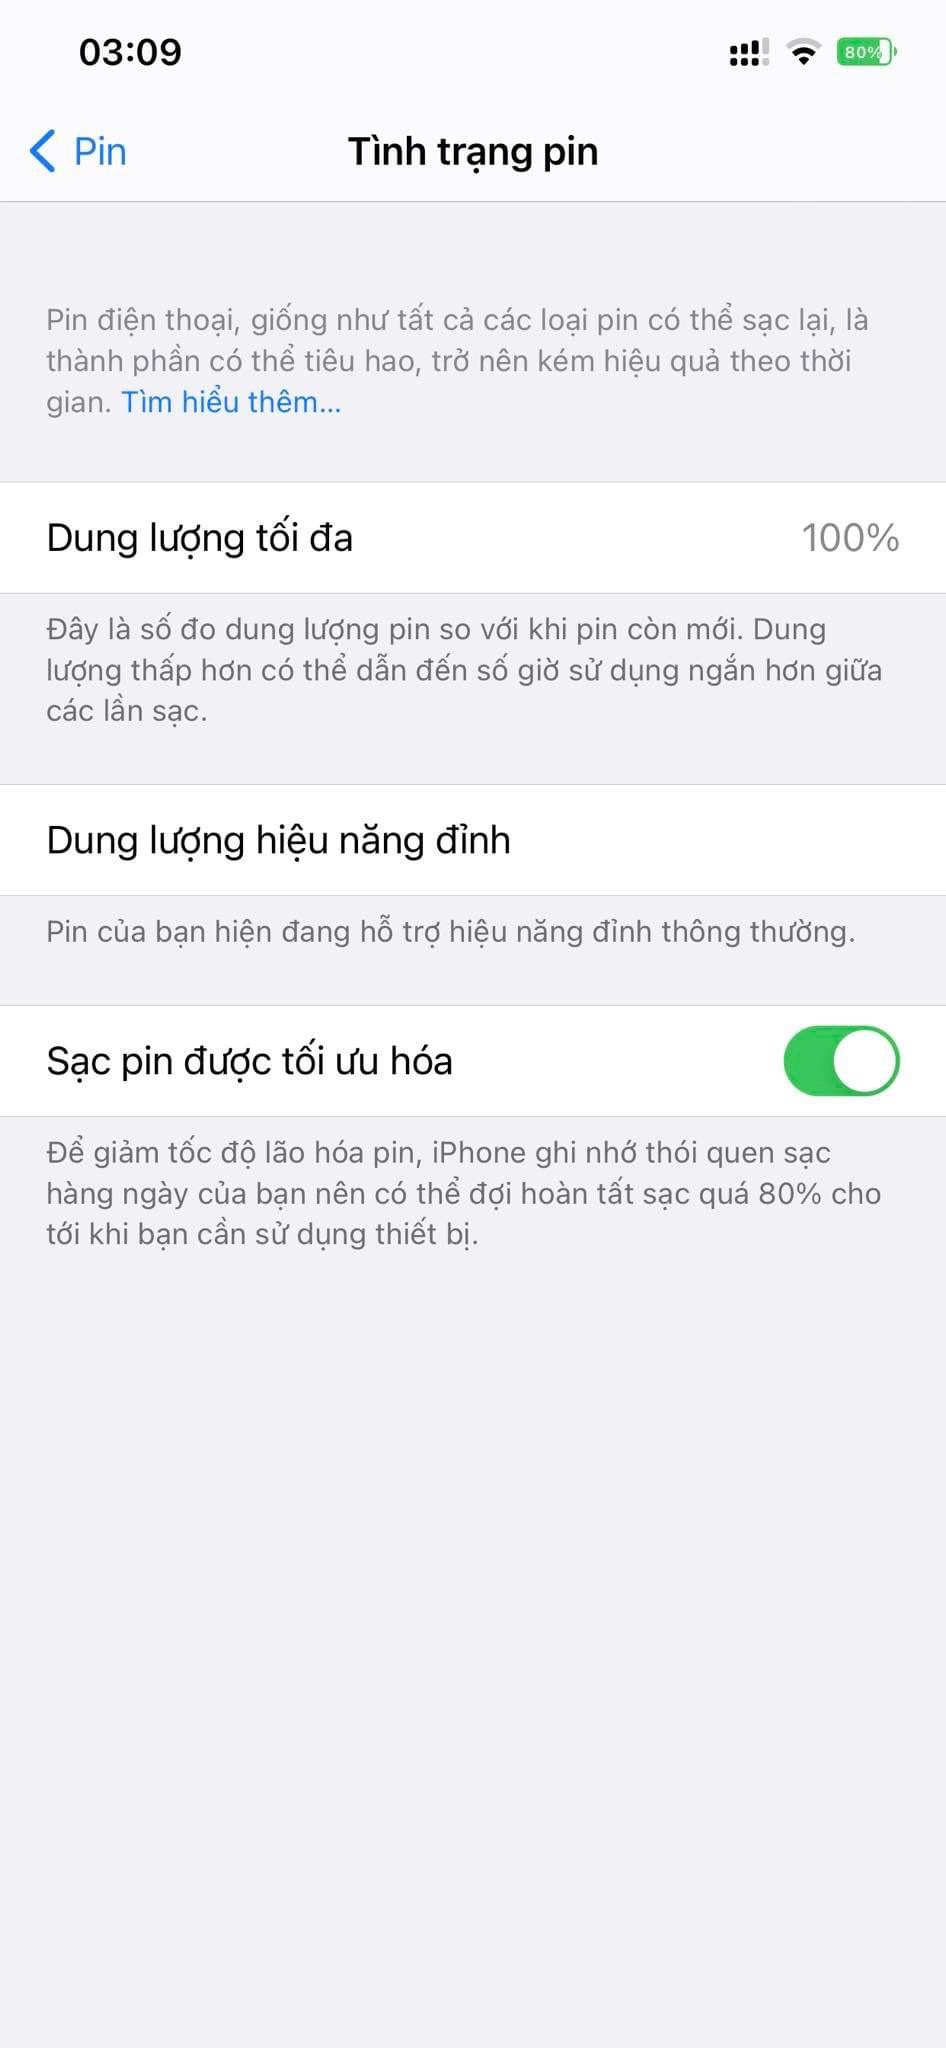 03:09
80%
Pin
Tình trạng pin
Pin điện thoại, giống như tất cả các loại pin có thể sạc lại, là
thành phần có thể tiêu hao, trở nên kém hiệu quả theo thời
gian. Tìm hiểu thêm...
Dung lượng tối đa
100%
Đây là số đo dung lượng pin so với khi pin còn mới. Dung
lượng thấp hơn có thể dẫn đến số giờ sử dụng ngắn hơn giữa
các lần sạc.
Dung lượng hiệu năng đỉnh
Pin của bạn hiện đang hỗ trợ hiệu năng đỉnh thông thường.
Sạc pin được tối ưu hóa
Để giảm tốc độ lão hóa pin, iPhone ghi nhớ thói quen sạc
hàng ngày của bạn nên có thể đợi hoàn tất sạc quá 80% cho
tới khi bạn cần sử dụng thiết bị.